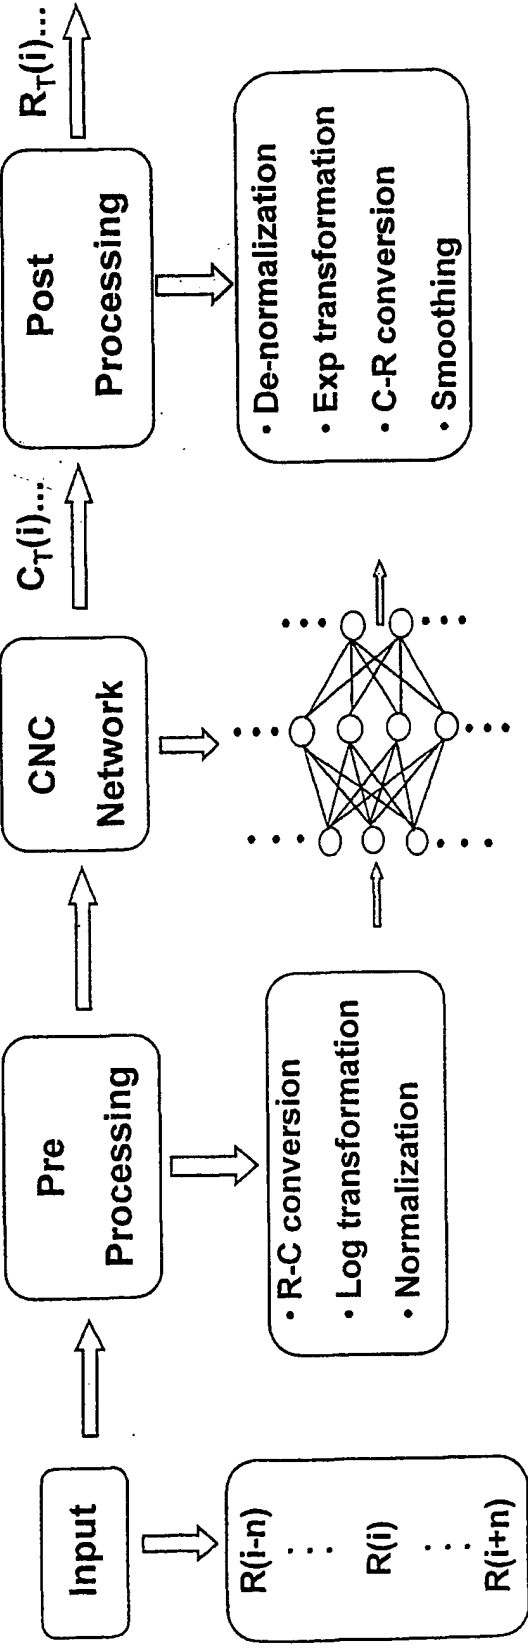 Input
Pre
Processing
CNC
Network
C_T(i)...
Post
Processing
R_T(i)...
R(i-n)
. . .
R(i)
. . .
R(i+n)
• R-C conversion
• Log transformation
• Normalization
• De-normalization
• Exp transformation
• C-R conversion
• Smoothing